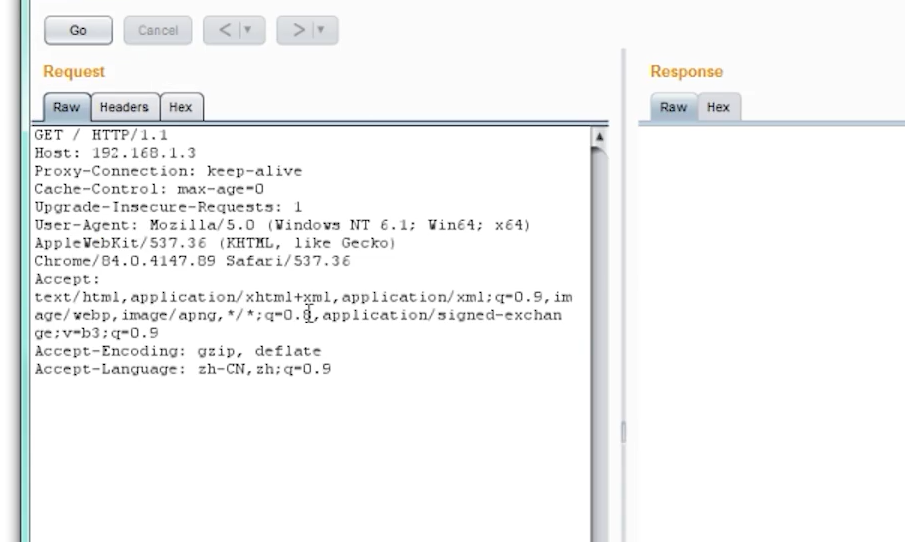 Go
Cancel
<
>
Request
Response
Raw
Headers
Hex
Raw
Hex
GET / HTTP/1.1
Host: 192.168.1.3
Proxy-Connection: keep-alive
Cache-Control: max-age=0
Upgrade-Insecure-Requests: 1
User-Agent: Mozilla/5.0 (Windows NT 6.1; Win64; x64)
AppleWebKit/537.36 (KHTML, like Gecko)
Chrome/84.0.4147.89 Safari/537.36
Accept:
text/html,application/xhtml+xml,application/xml;q=0.9,im
age/webp,image/apng,*/*;q=0.8,application/signed-exchan
ge;v=b3;q=0.9
Accept-Encoding: gzip, deflate
Accept-Language: zh-CN,zh;q=0.9